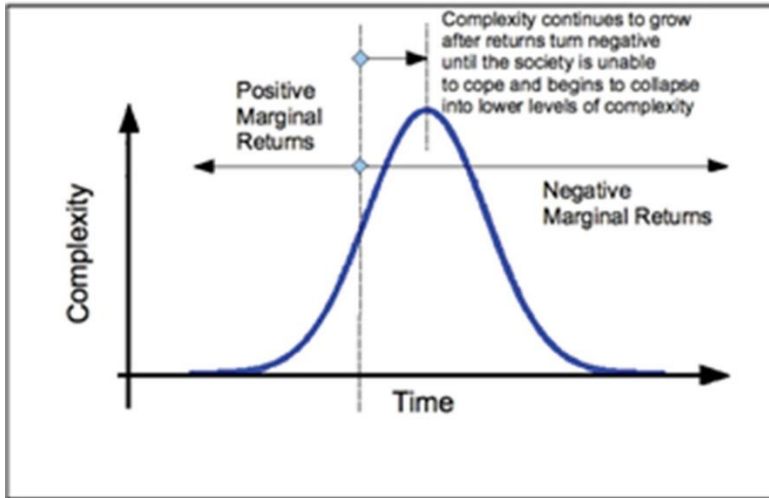 Complexity continues to grow
after returns turn negative
until the society is unable
to cope and begins to collapse
into lower levels of complexity
Positive
Marginal
Returns
Negative
Marginal Returns
Complexity
Time